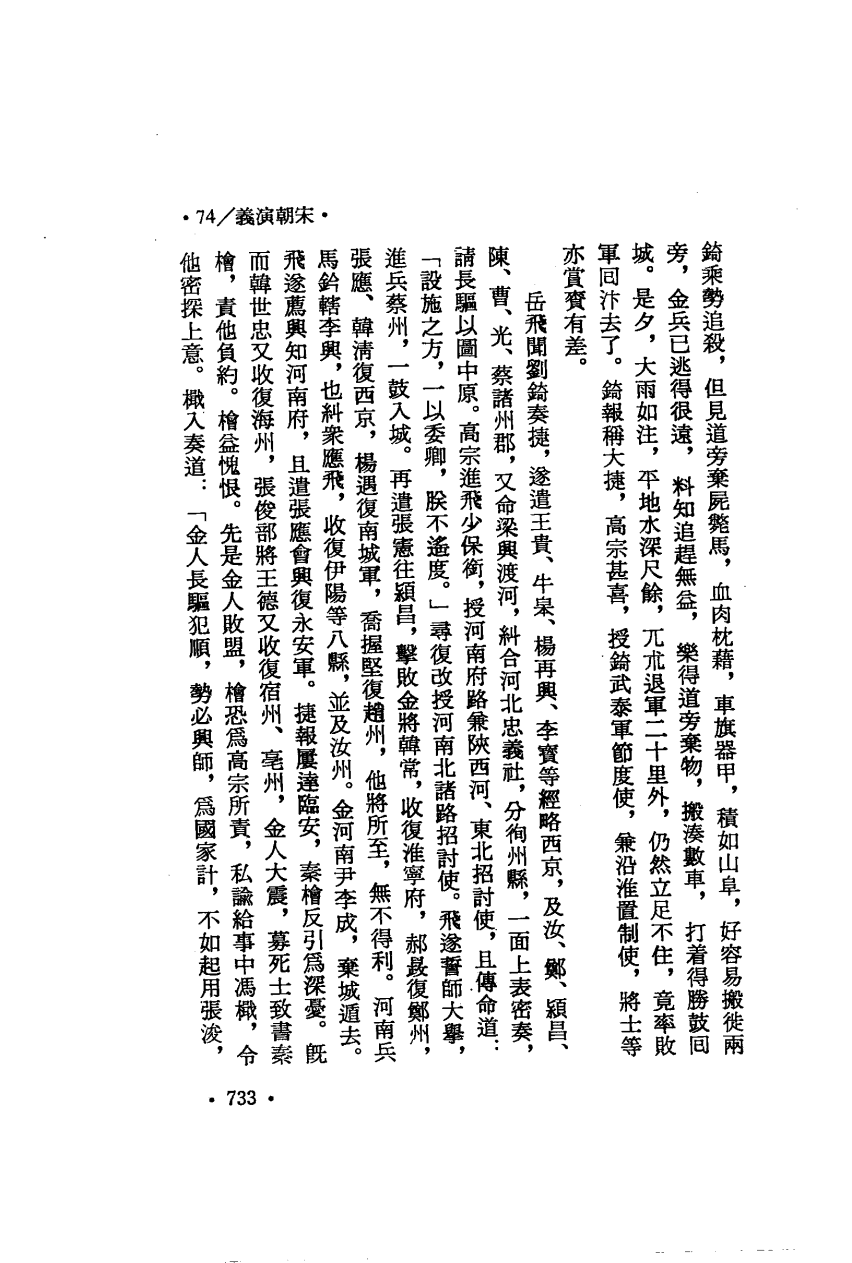 •74／義演朝宋•
錡乘勢追殺，但見道旁棄屍斃馬，血肉枕藉，車旗器甲，積如山阜，好容易搬徙兩
旁，金兵已逃得很遠，料知追趕無益，樂得道旁棄物，搬湊數車，打着得勝鼓囘
城。是夕，大雨如注，平地水深尺餘，兀朮退軍二十里外，仍然立足不住，竟率敗
軍囘汴去了。錡報稱大捷，高宗甚喜，授錡武泰軍節度使，兼沿淮置制使，將士等
亦賞賚有差。
岳飛聞劉錡奏捷，遂遣王貴、牛臯、楊再興、李寶等經略西京，及汝、鄭、潁昌、
陳、曹、光、蔡諸州郡，又命梁興渡河，糾合河北忠義社，分徇州縣，一面上表密奏，
請長驅以圖中原。高宗進飛少保銜，授河南府路兼陝西河、東北招討使，且傳命道：
「設施之方，一以委卿，朕不遙度。」尋復改授河南北諸路招討使。飛遂誓師大擧，
進兵蔡州，一鼓入城。再遣張憲往潁昌，擊敗金將韓常，收復淮寧府，郝晸復鄭州，
張應、韓淸復西京，楊遇復南城軍，喬握堅復趙州，他將所至，無不得利。河南兵
馬鈐轄李興，也糾衆應飛，收復伊陽等八縣，並及汝州。金河南尹李成，棄城遁去。
飛遂薦興知河南府，且遣張應會興復永安軍。捷報屢達臨安，秦檜反引爲深憂。旣
而韓世忠又收復海州，張俊部將王德又收復宿州、亳州，金人大震，募死士致書秦
檜，責他負約。檜益愧恨。先是金人敗盟，檜恐爲高宗所責，私諭給事中馮檝，令
他密探上意。檝入奏道：「金人長驅犯順，勢必興師，爲國家計，不如起用張浚，
•733•